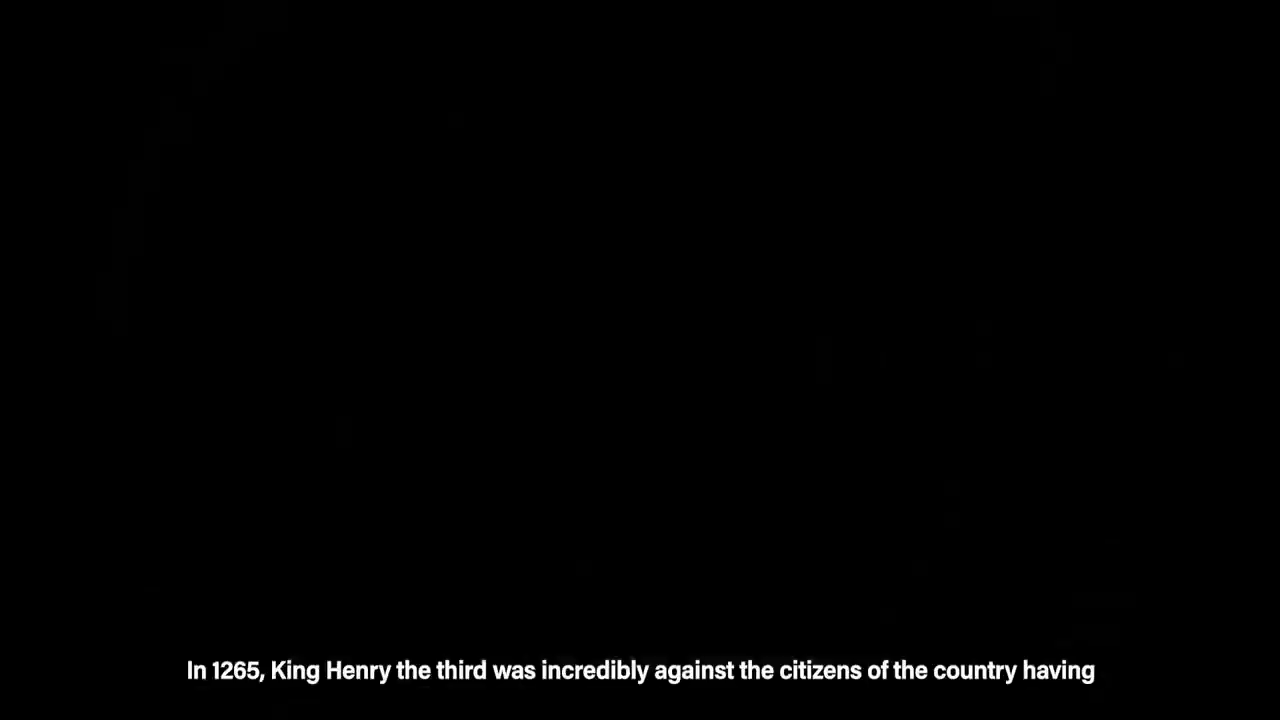 In 1265, King Henry the third was incredibly against the citizens of the country having